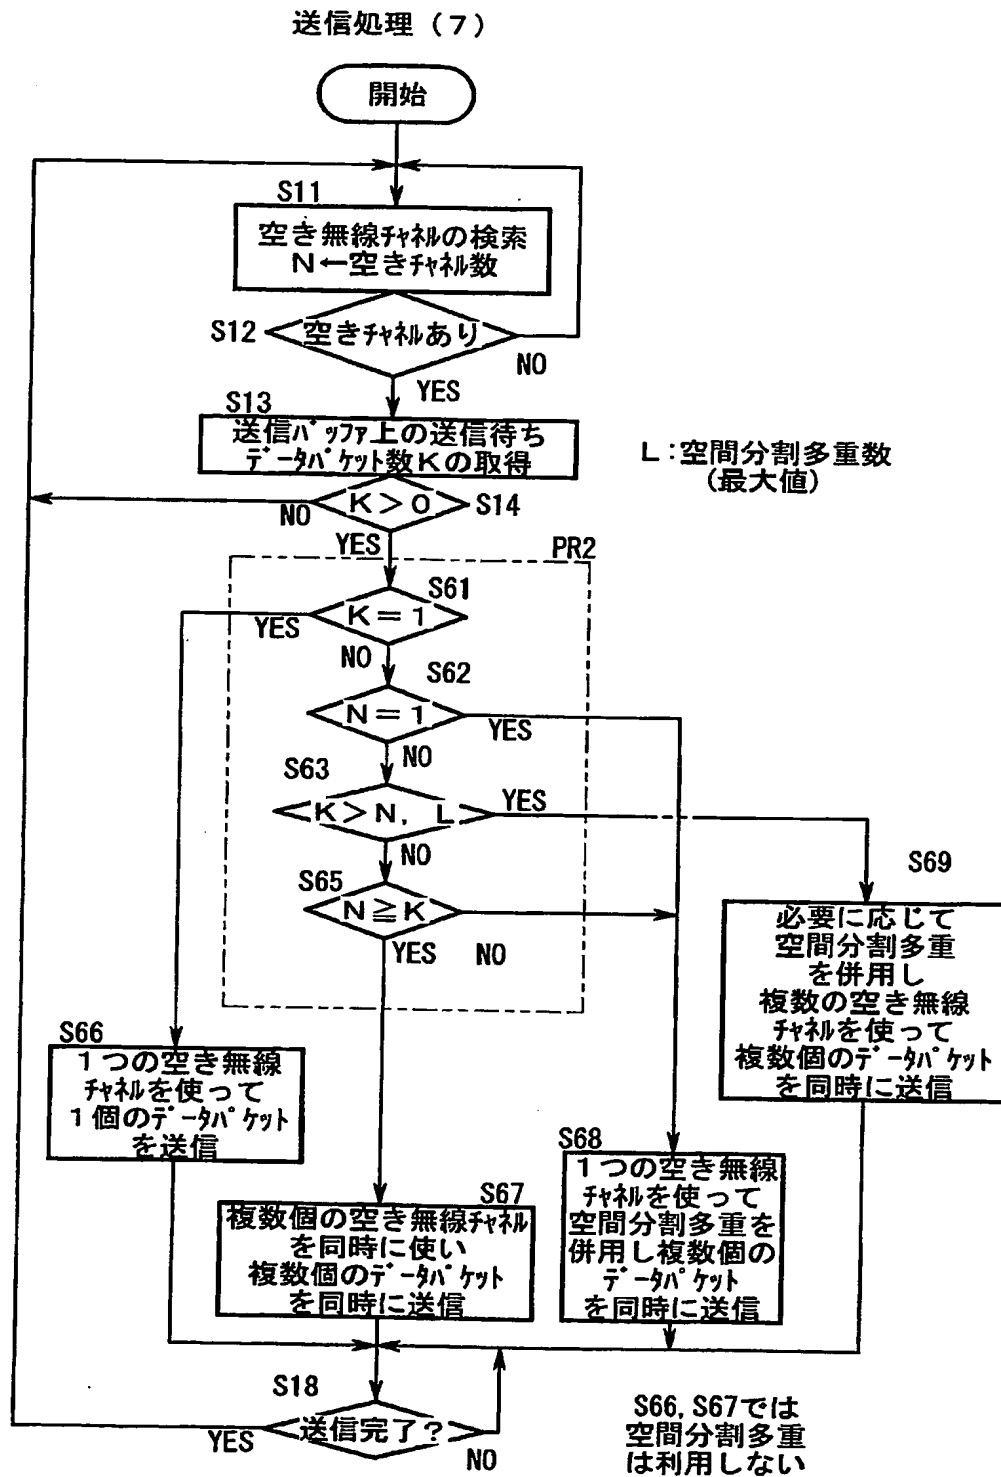 送信処理（7）
開始
S11
空き無線ﾁｬﾈﾙの検索
N←空きﾁｬﾈﾙ数
S12
空きﾁｬﾈﾙあり
NO
YES
S13
送信ﾊﾞｯﾌｧ上の送信待ち
ﾃﾞｰﾀﾊﾟｹｯﾄ数Kの取得
L:空間分割多重数
(最大値)
K>0
S14
NO
YES
PR2
S61
K=1
YES
NO
S62
N=1
YES
NO
S63
K>N, L
YES
NO
S65
N≧K
YES
NO
S69
必要に応じて
空間分割多重
を併用し
複数の空き無線
ﾁｬﾈﾙを使って
複数個のﾃﾞｰﾀﾊﾟｹｯﾄ
を同時に送信
S66
1つの空き無線
ﾁｬﾈﾙを使って
1個のﾃﾞｰﾀﾊﾟｹｯﾄ
を送信
S67
複数個の空き無線ﾁｬﾈﾙ
を同時に使い
複数個のﾃﾞｰﾀﾊﾟｹｯﾄ
を同時に送信
S68
1つの空き無線
ﾁｬﾈﾙを使って
空間分割多重を
併用し複数個の
ﾃﾞｰﾀﾊﾟｹｯﾄ
を同時に送信
S18
送信完了?
YES
NO
S66, S67では
空間分割多重
は利用しない